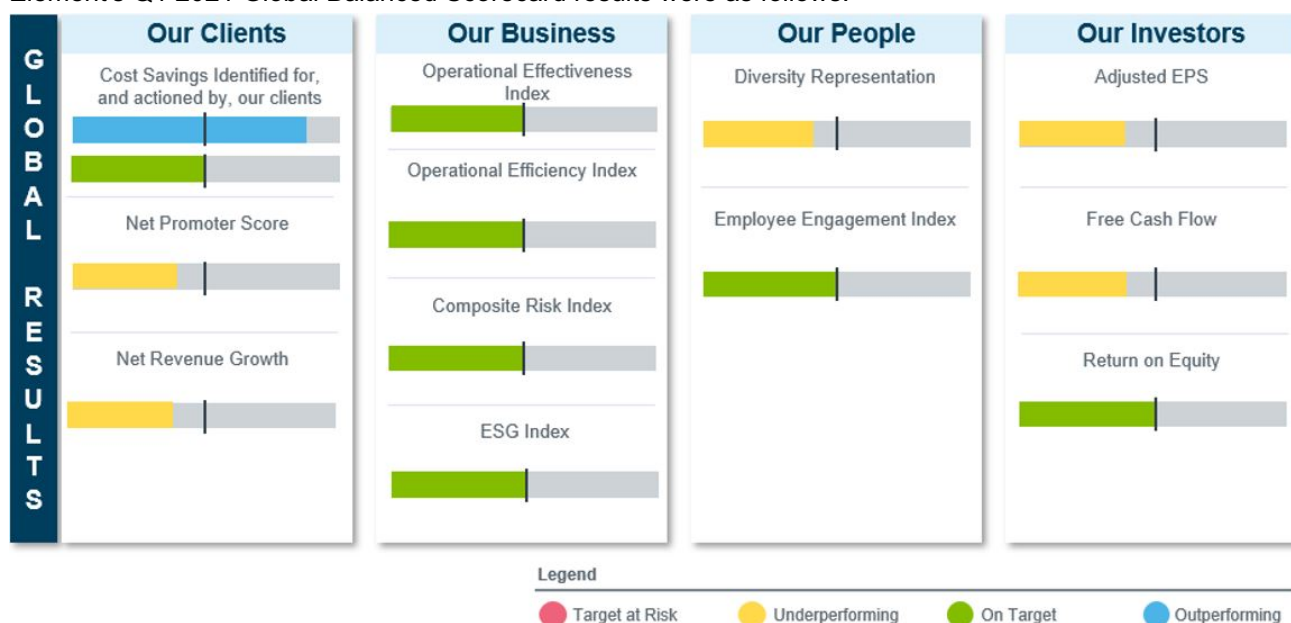 Our Clients
Our Business
Our People
Our Investors
GLOBAL RESULTS
Cost Savings Identified for,
and actioned by, our clients
Net Promoter Score
Net Revenue Growth
Operational Effectiveness
Index
Operational Efficiency Index
Composite Risk Index
ESG Index
Diversity Representation
Employee Engagement Index
Adjusted EPS
Free Cash Flow
Return on Equity
Legend
Target at Risk
Underperforming
On Target
Outperforming